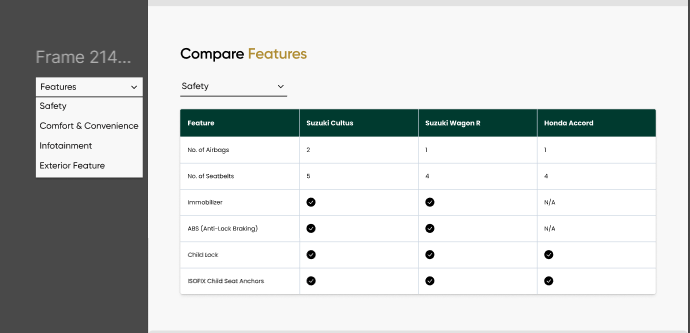 Frame 214...
Features
Safety
Comfort & Convenience
Infotainment
Exterior Feature
Compare Features
Safety
Feature Suzuki Cultus Suzuki Wagon R Honda Accord
No. of Airbags 2 1 1
No. of Seatbelts 5 4 4
Immobilizer N/A
ABS (Anti-Lock Braking) N/A
Child Lock
ISOFIX Child Seat Anchors